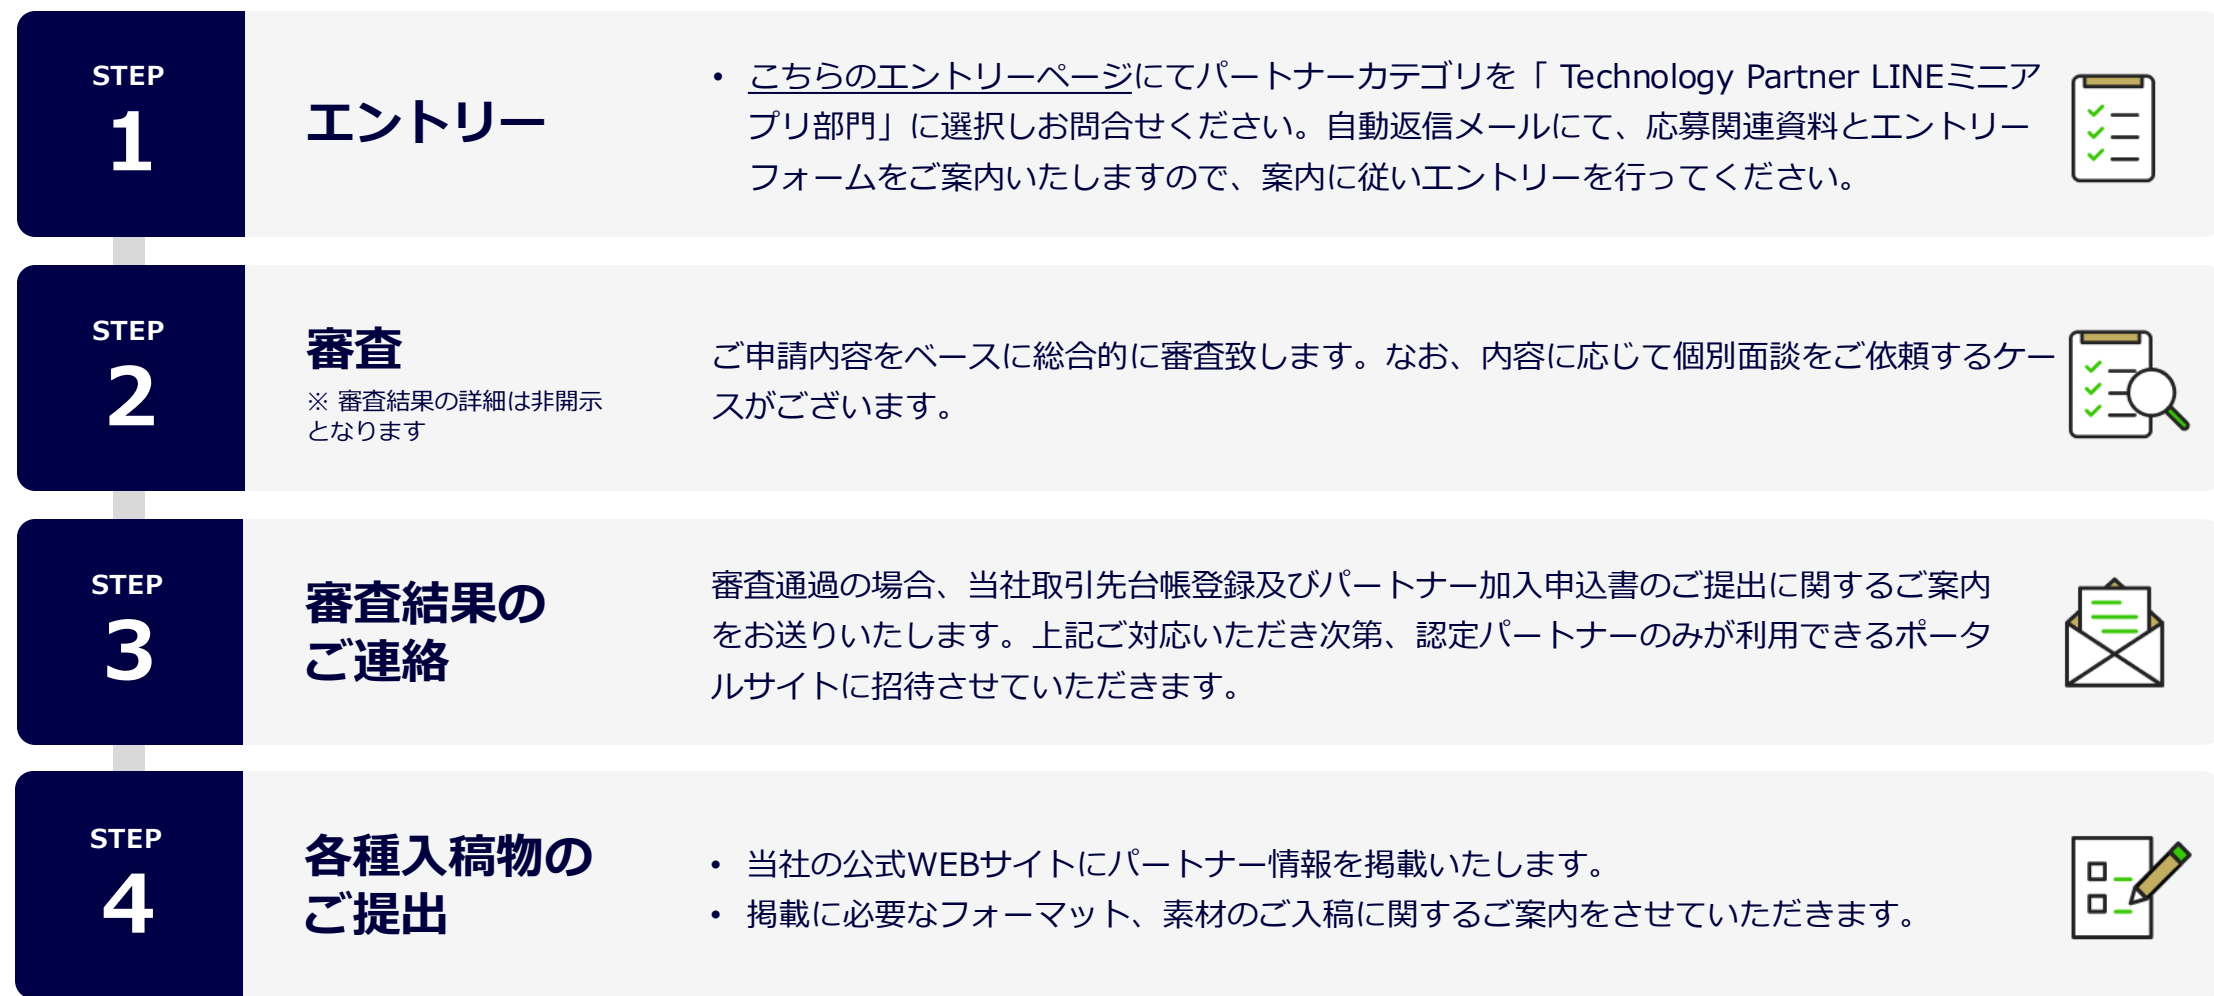 STEP
1
エントリー
• こちらのエントリーページにてパートナーカテゴリを「 Technology Partner LINEミニア
プリ部門」に選択しお問合せください。自動返信メールにて、応募関連資料とエントリー
フォームをご案内いたしますので、案内に従いエントリーを行ってください。
STEP
2
審査
※ 審査結果の詳細は非開示
となります
ご申請内容をベースに総合的に審査致します。なお、内容に応じて個別面談をご依頼するケー
スがございます。
STEP
3
審査結果の
ご連絡
審査通過の場合、当社取引先台帳登録及びパートナー加入申込書のご提出に関するご案内
をお送りいたします。上記ご対応いただき次第、認定パートナーのみが利用できるポータ
ルサイトに招待させていただきます。
STEP
4
各種入稿物の
ご提出
• 当社の公式WEBサイトにパートナー情報を掲載いたします。
• 掲載に必要なフォーマット、素材のご入稿に関するご案内をさせていただきます。